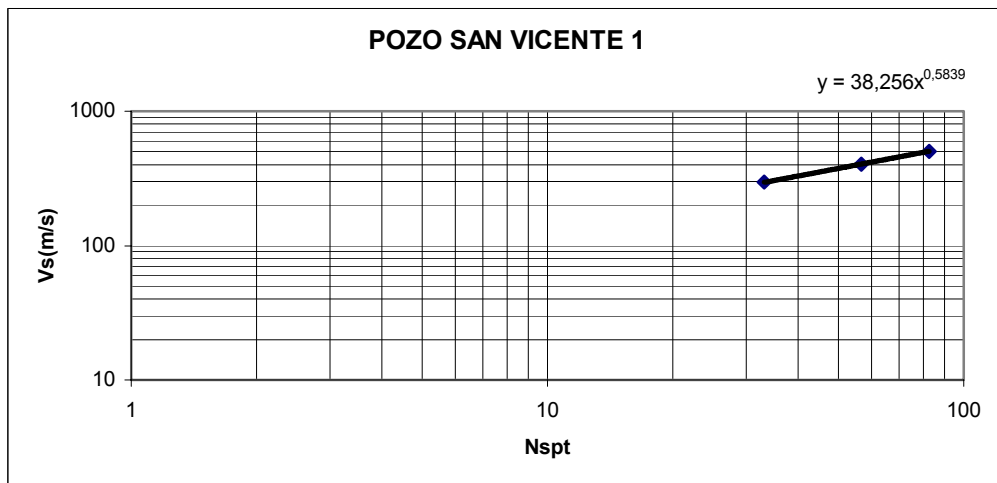 POZO SAN VICENTE 1
y = 38,256x^0,5839
1000
100
10
Vs(m/s)
1
10
100
Nspt